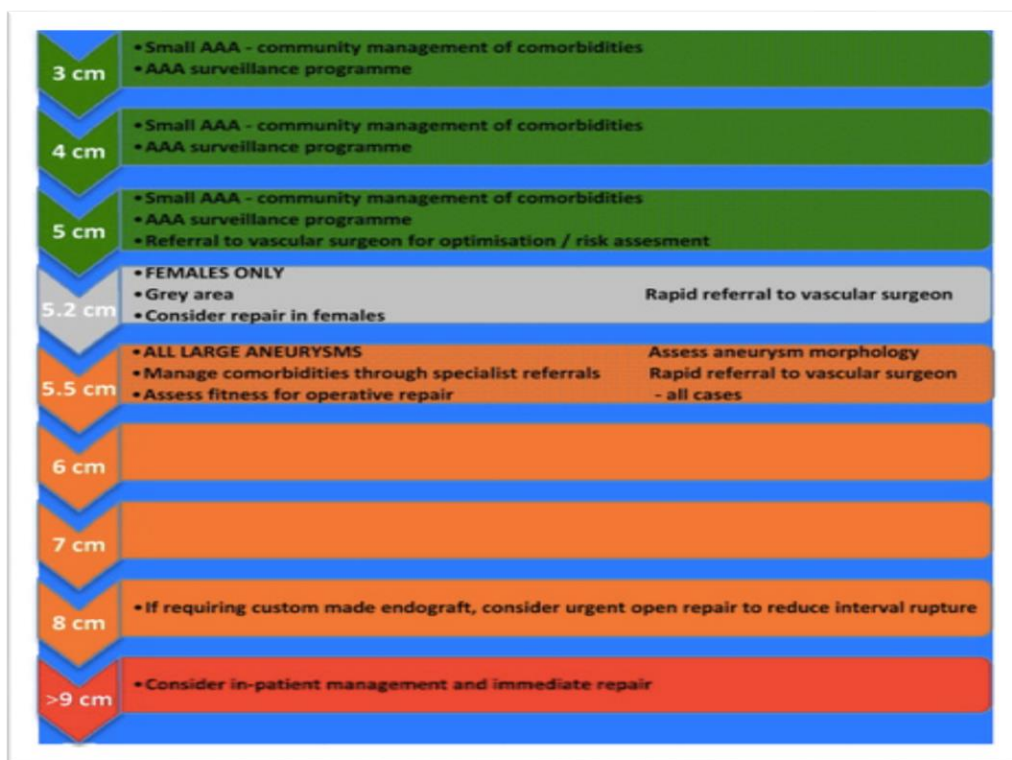 3 cm
•Small AAA - community management of comorbidities
•AAA surveillance programme
4 cm
•Small AAA - community management of comorbidities
•AAA surveillance programme
5 cm
•Small AAA - community management of comorbidities
•AAA surveillance programme
•Referral to vascular surgeon for optimisation / risk assesment
5.2 cm
•FEMALES ONLY
•Grey area Rapid referral to vascular surgeon
•Consider repair in females
5.5 cm
•ALL LARGE ANEURYSMS Assess aneurysm morphology
•Manage comorbidities through specialist referrals Rapid referral to vascular surgeon
•Assess fitness for operative repair - all cases
6 cm
7 cm
8 cm
•If requiring custom made endograft, consider urgent open repair to reduce interval rupture
>9 cm
•Consider in-patient management and immediate repair